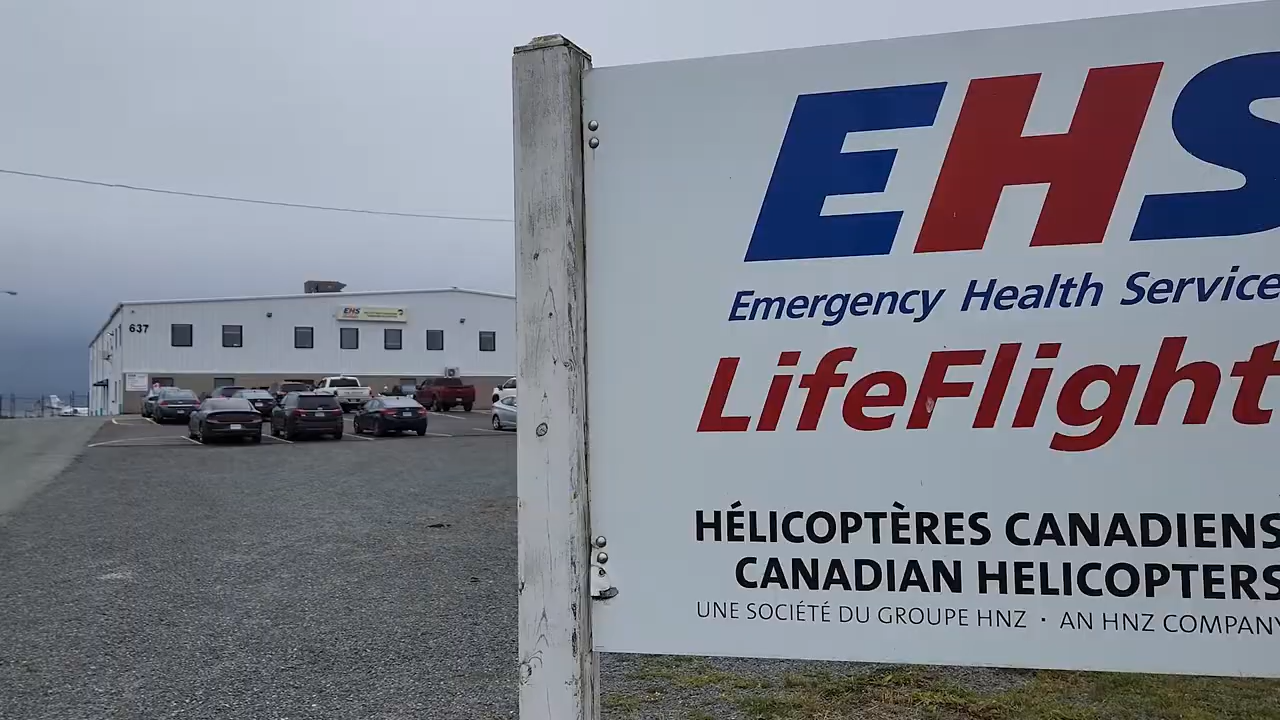 637
EHS
EHS
Emergency Health Service
LifeFlight
HÉLICOPTÈRES CANADIENS
CANADIAN HELICOPTERS
UNE SOCIÉTÉ DU GROUPE HNZ · AN HNZ COMPANY